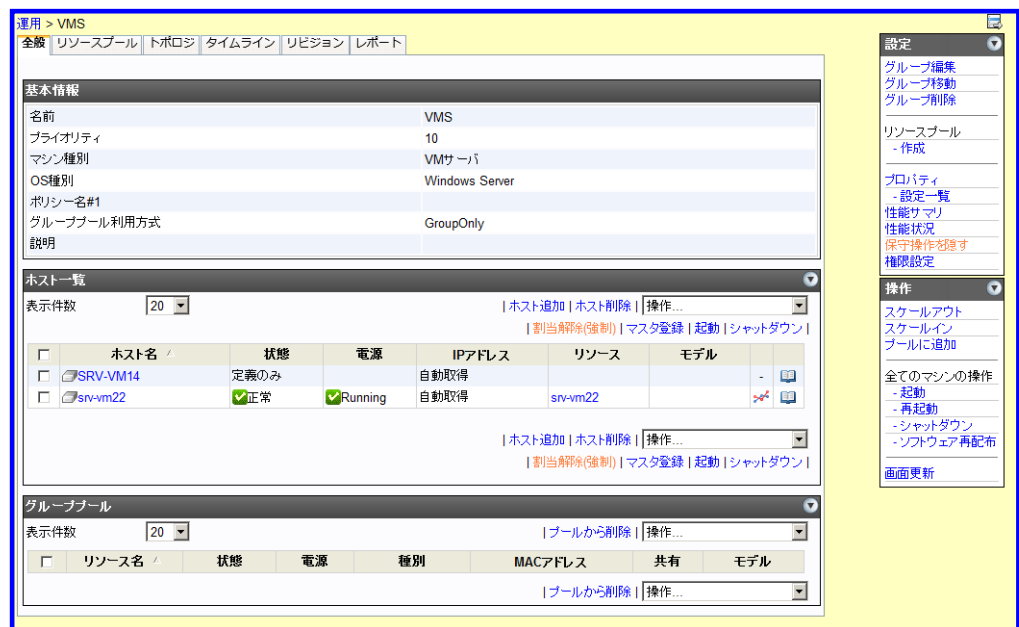 運用 > VMS
全般 リソースプール トポロジ タイムライン リビジョン レポート
基本情報
名前 VMS
プライオリティ 10
マシン種別 VMサーバ
OS種別 Windows Server
ポリシー名#1
グループプール利用方式 GroupOnly
説明
ホスト一覧
表示件数 20 | ホスト追加 | ホスト削除 | 操作...
| 割当解除(強制) | マスタ登録 | 起動 | シャットダウン |
ホスト名 状態 電源 IPアドレス リソース モデル
SRV-VM14 定義のみ 自動取得 -
srv-vm22 正常 Running 自動取得 srv-vm22
| ホスト追加 | ホスト削除 | 操作...
| 割当解除(強制) | マスタ登録 | 起動 | シャットダウン |
グループプール
表示件数 20 | プールから削除 | 操作...
リソース名 状態 電源 種別 MACアドレス 共有 モデル
| プールから削除 | 操作...
設定
グループ編集
グループ移動
グループ削除
リソースプール
- 作成
プロパティ
- 設定一覧
性能サマリ
性能状況
保守操作を隠す
権限設定
操作
スケールアウト
スケールイン
プールに追加
全てのマシンの操作
- 起動
- 再起動
- シャットダウン
- ソフトウェア再配布
画面更新